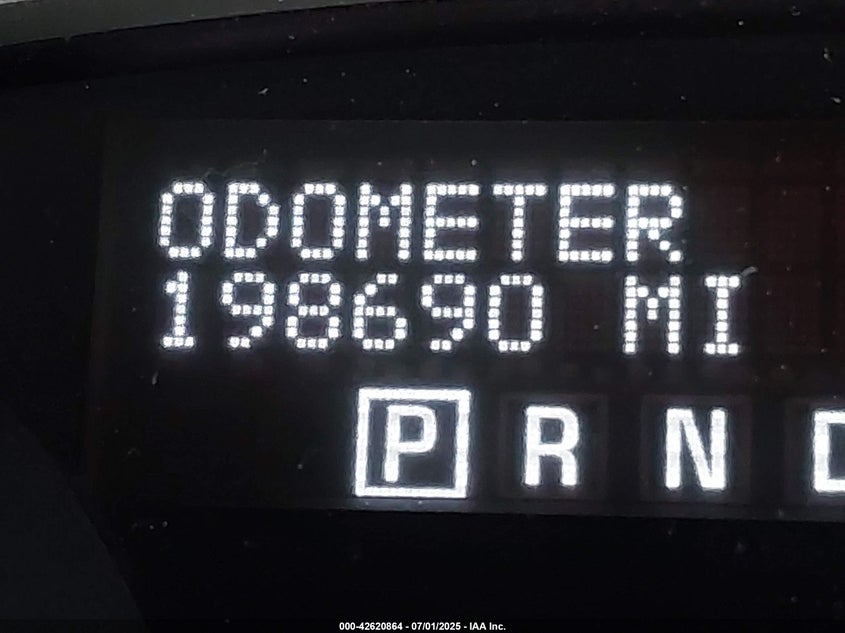 ODOMETER
198690 MI
P R N D
000-42620864 - 07/01/2025 - IAA Inc.